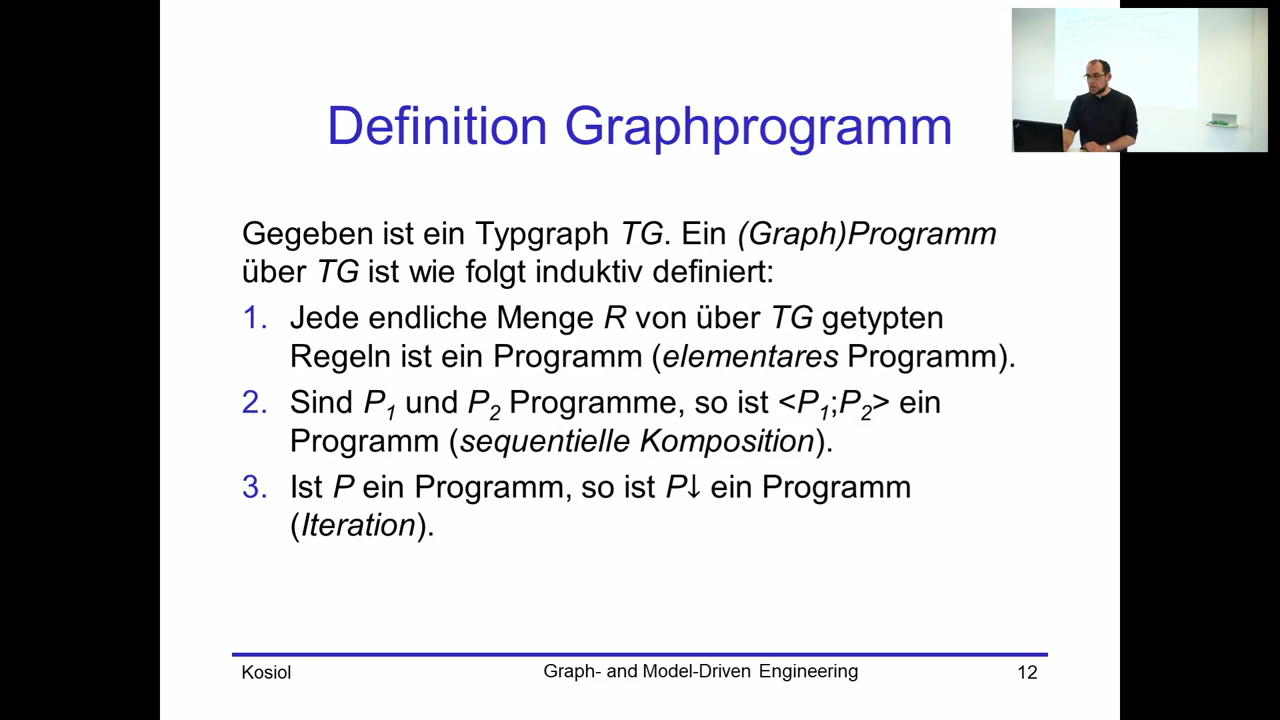 Definition Graphprogramm
Gegeben ist ein Typgraph TG. Ein (Graph)Programm
über TG ist wie folgt induktiv definiert:
1. Jede endliche Menge R von über TG getypten
Regeln ist ein Programm (elementares Programm).
2. Sind P1 und P2 Programme, so ist <P1;P2> ein
Programm (sequentielle Komposition).
3. Ist P ein Programm, so ist P↓ ein Programm
(Iteration).
Kosiol
Graph- and Model-Driven Engineering
12